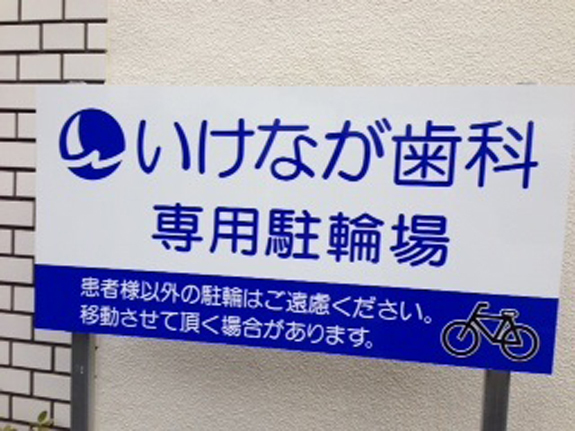 いけなが歯科
専用駐輪場
患者様以外の駐輪はご遠慮ください。
移動させて頂く場合があります。